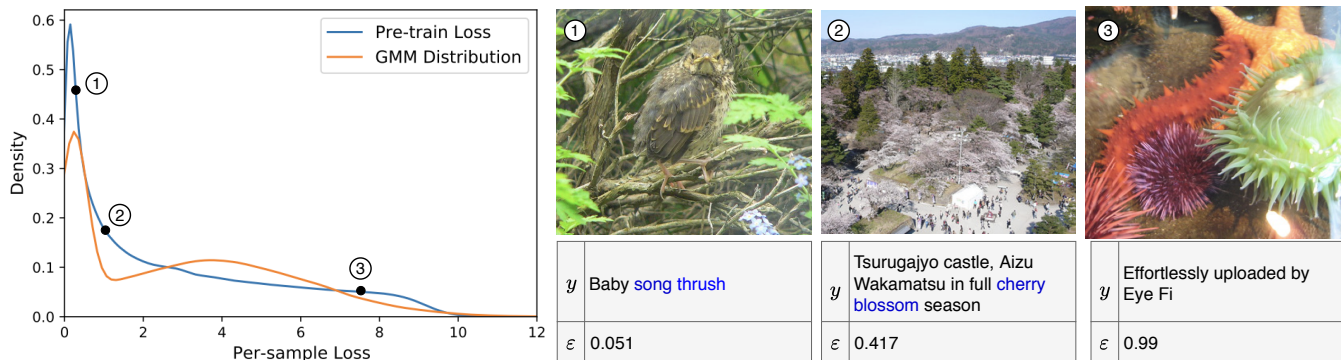 Pre-train Loss
GMM Distribution
Density
0.6
0.5
0.4
0.3
0.2
0.1
0.0
0
2
4
6
8
10
12
Per-sample Loss
1
2
3
1
2
3
y
Baby song thrush
ε
0.051
y
Tsurugajyo castle, Aizu
Wakamatsu in full cherry
blossom season
ε
0.417
y
Effortlessly uploaded by
Eye Fi
ε
0.99